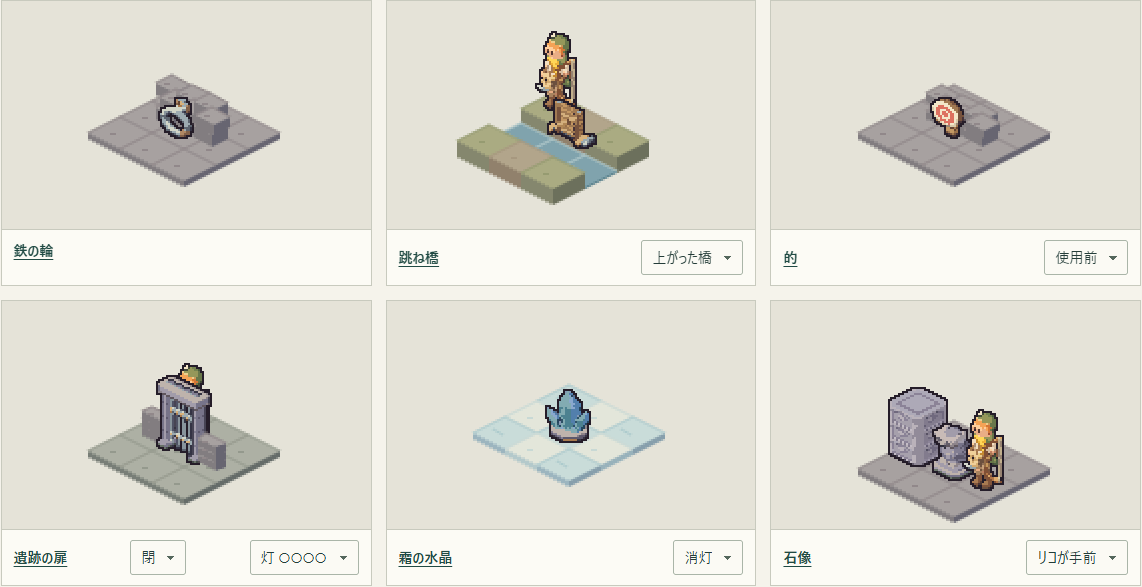 鉄の輪
跳ね橋
上がった橋
的
使用前
遺跡の扉
閉
灯 ○○○○
霜の水晶
消灯
石像
リコが手前